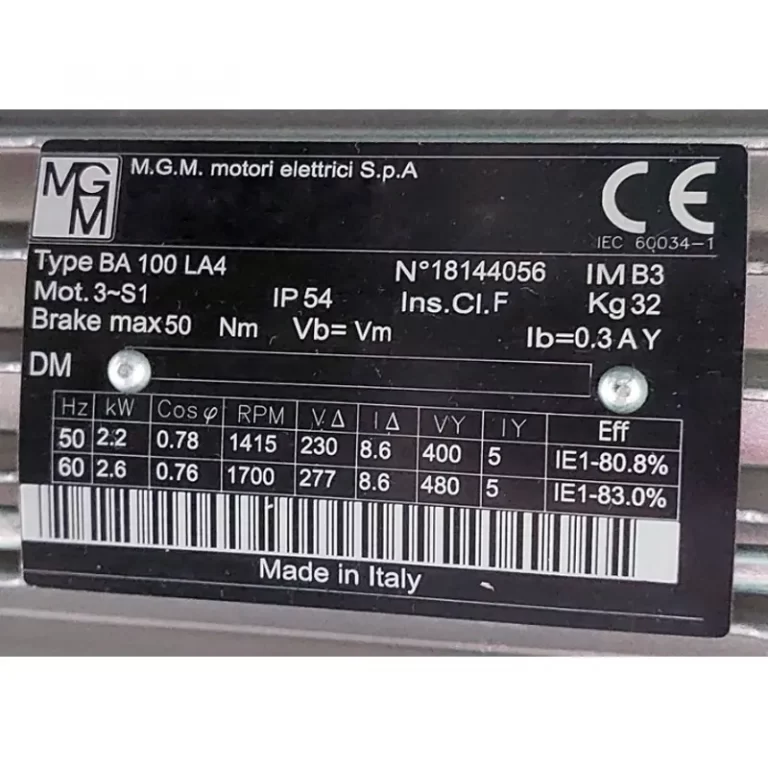 MGM
M.G.M. motori elettrici S.p.A
CE
IEC 60034-1
Type BA 100 LA4 N°18144056 IM B3
Mot. 3~S1 IP 54 Ins.Cl.F Kg 32
Brake max 50 Nm Vb= Vm Ib=0.3 A Y
DM
Hz kW Cos φ RPM V Δ I Δ VY IY Eff
50 2.2 0.78 1415 230 8.6 400 5 IE1-80.8%
60 2.6 0.76 1700 277 8.6 480 5 IE1-83.0%
Made in Italy